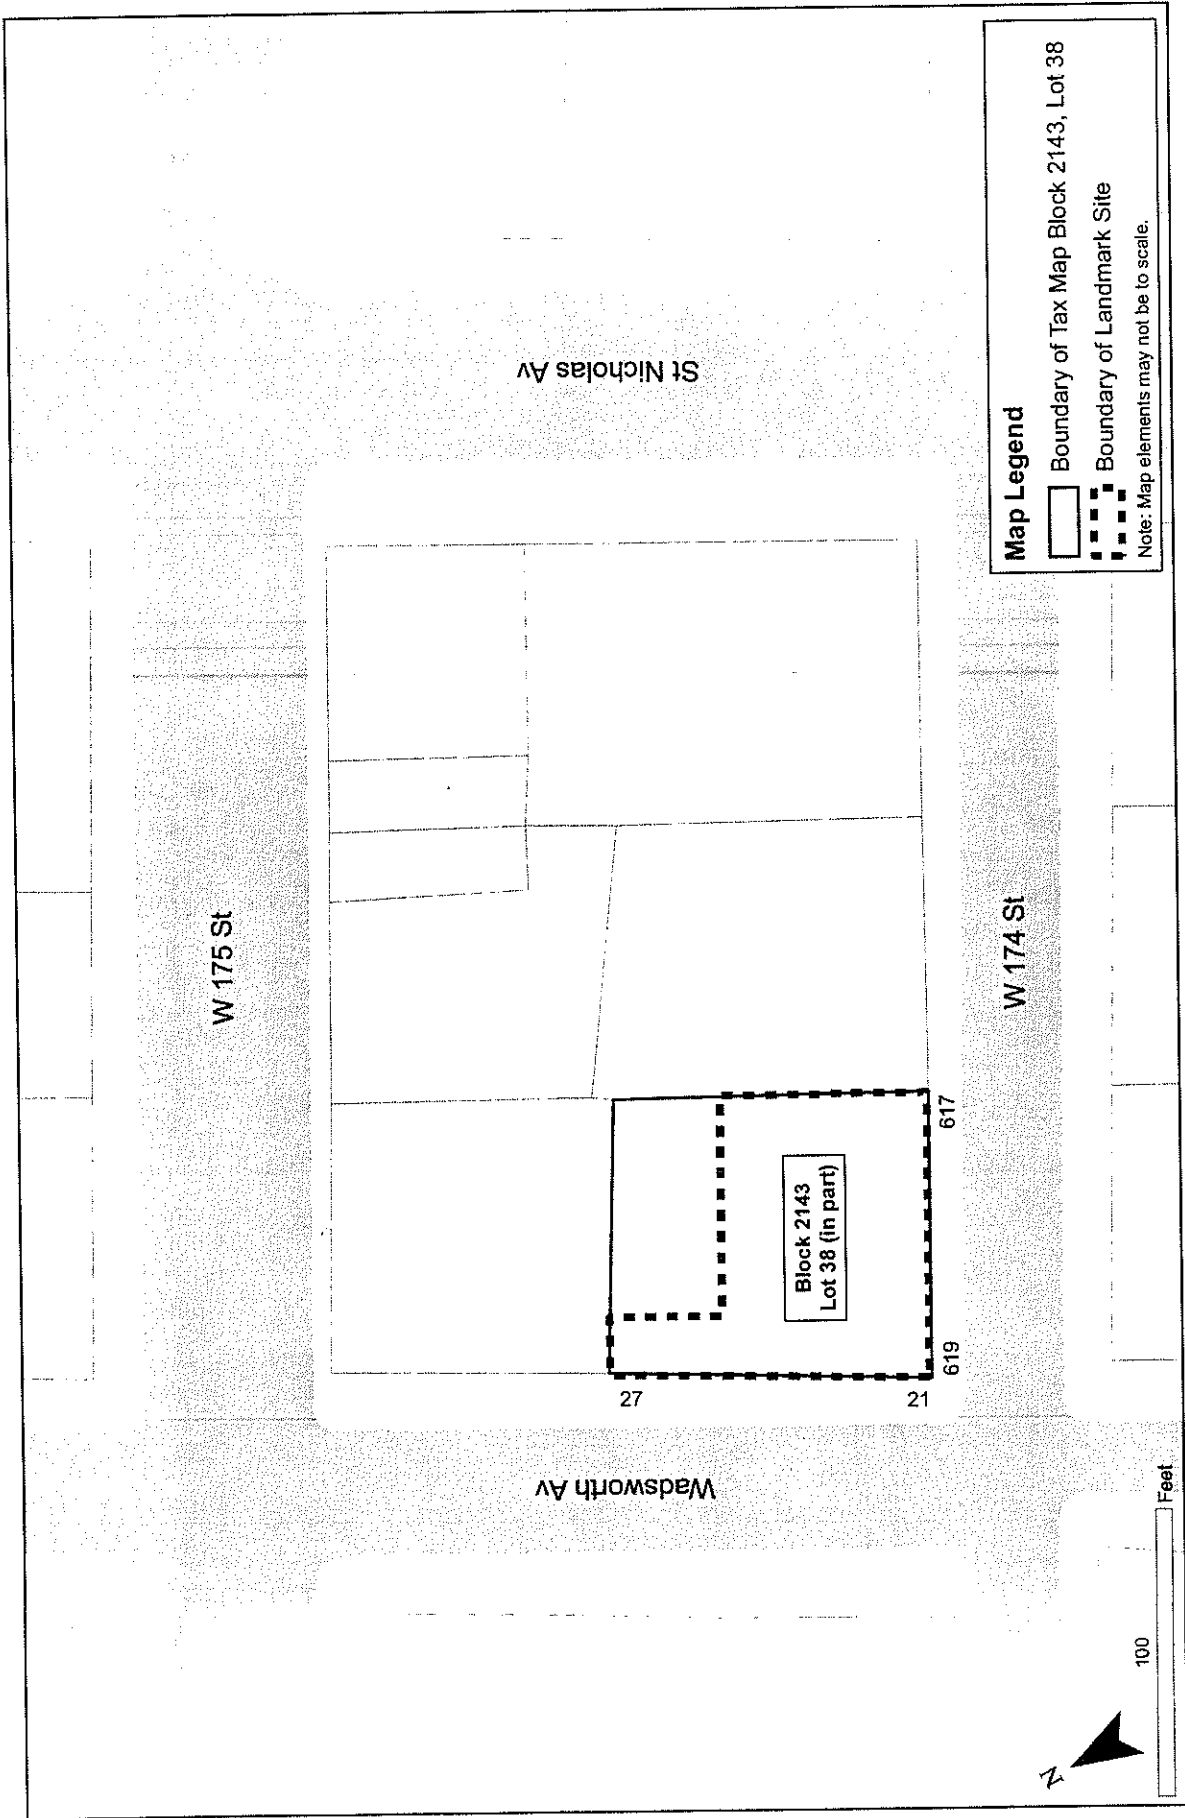 W 175 St
St Nicholas Av
Wadsworth Av
27
21
Block 2143
Lot 38 (in part)
619
617
W 174 St
N
100
Feet
Map Legend
Boundary of Tax Map Block 2143, Lot 38
Boundary of Landmark Site
Note: Map elements may not be to scale.